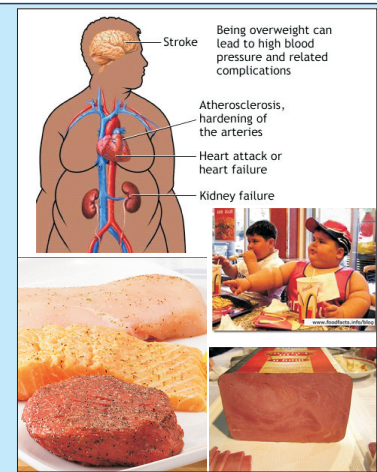 Being overweight can
lead to high blood
pressure and related
complications
Stroke
Atherosclerosis,
hardening of
the arteries
Heart attack or
heart failure
Kidney failure
www.foodfacts.info/blog